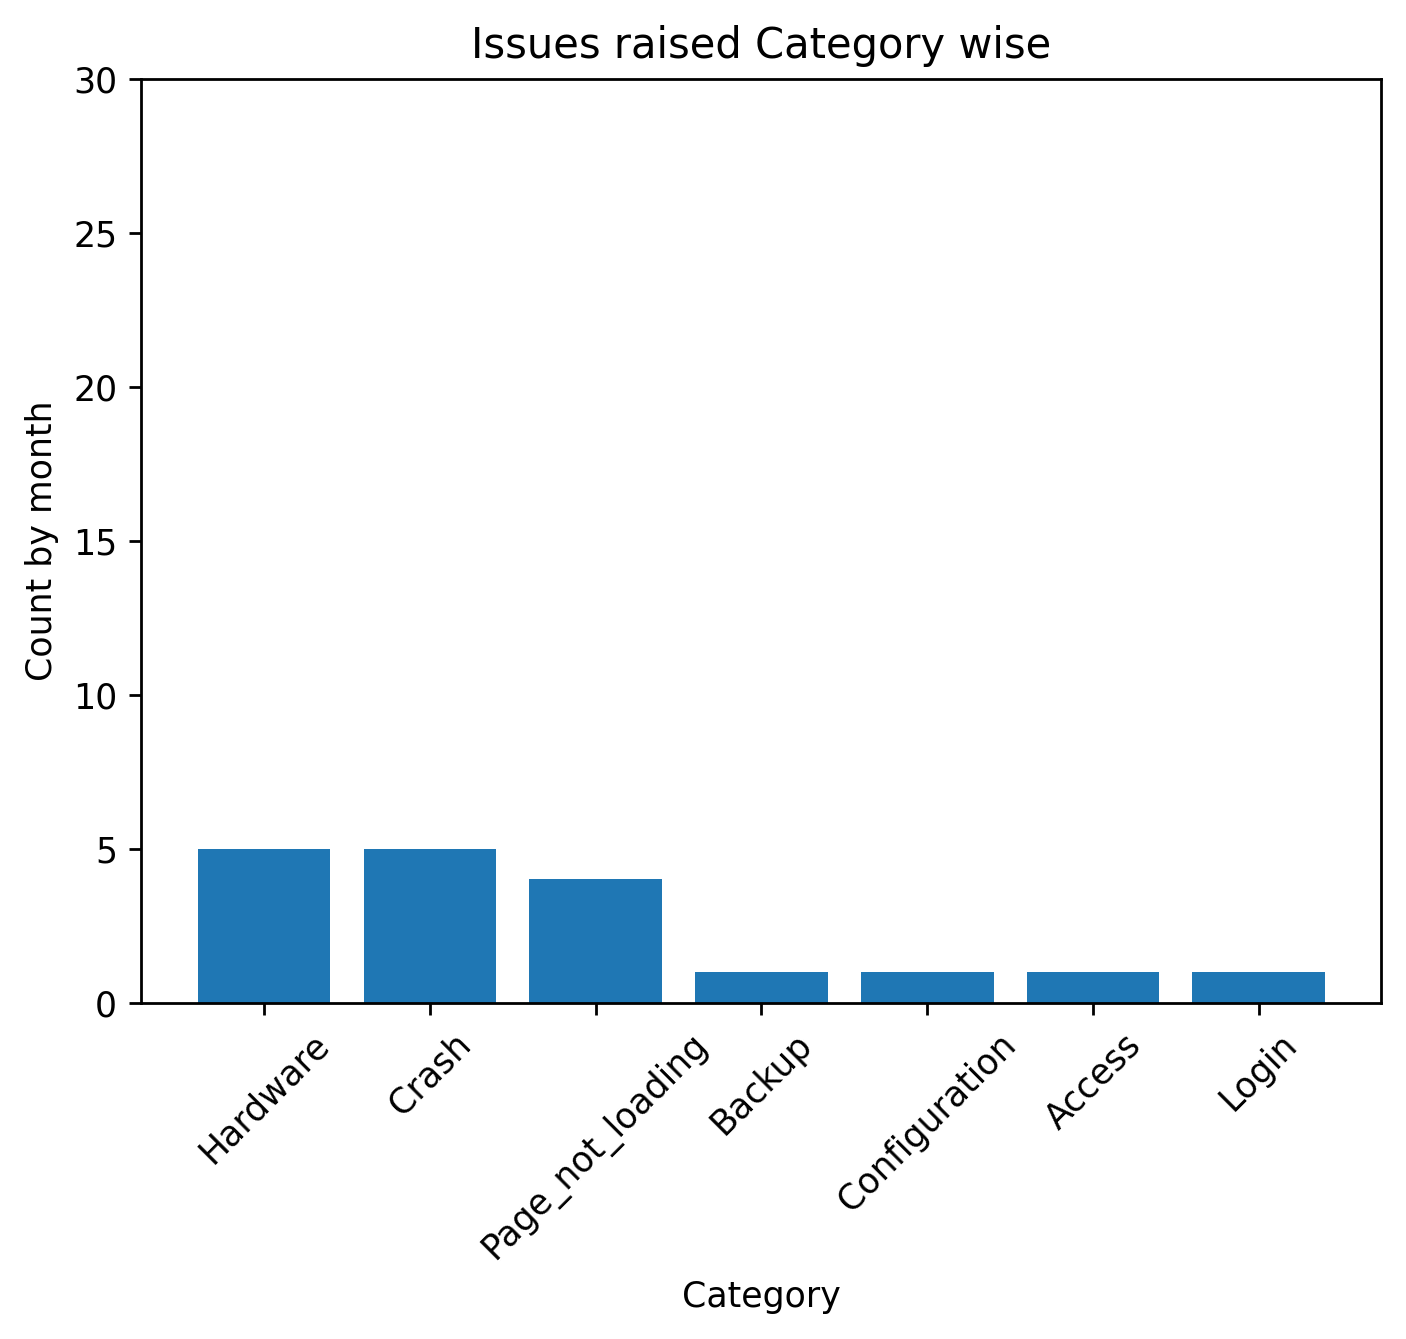 Issues raised Category wise
30
25
20
15
10
5
0
Count by month
Hardware
Crash
Page_not_loading
Backup
Configuration
Access
Login
Category